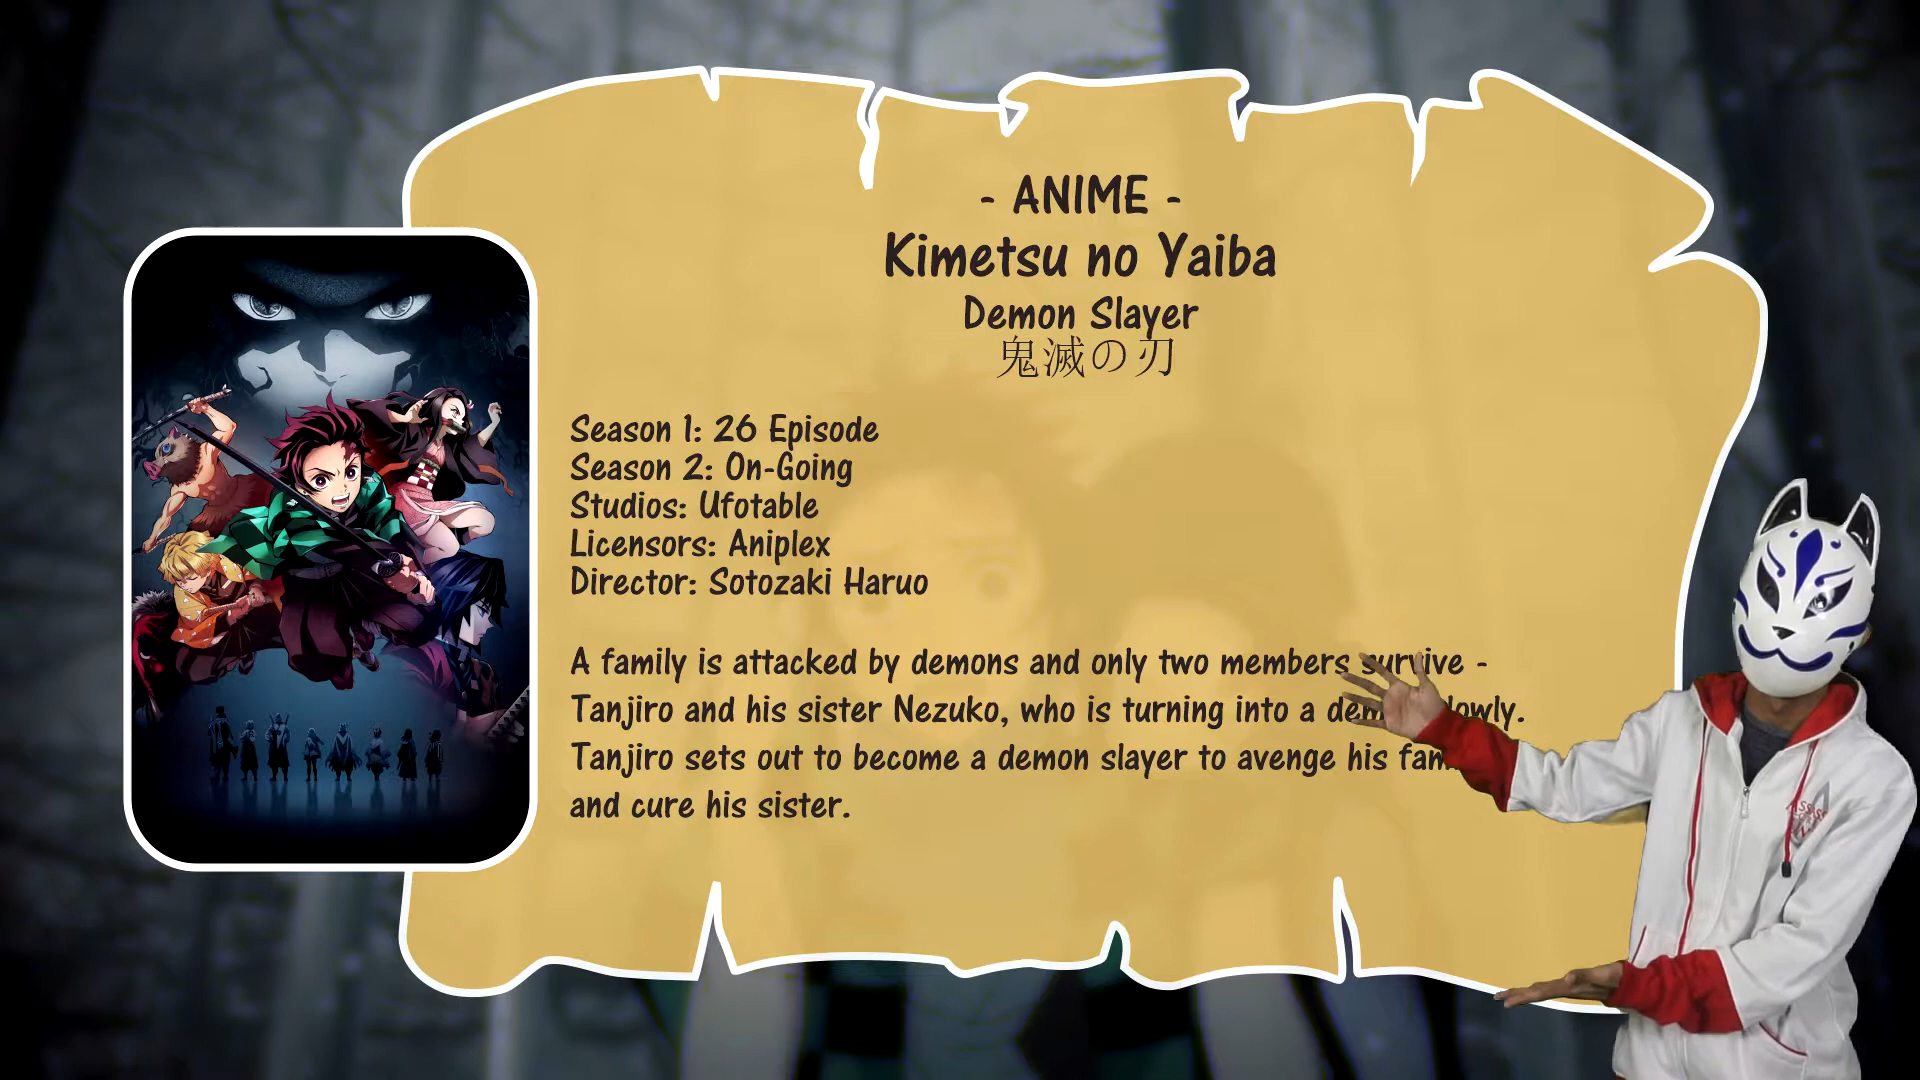 - ANIME -
Kimetsu no Yaiba
Demon Slayer
鬼滅の刃
Season 1: 26 Episode
Season 2: On-Going
Studios: Ufotable
Licensors: Aniplex
Director: Sotozaki Haruo
A family is attacked by demons and only two members survive -
Tanjiro and his sister Nezuko, who is turning into a
Tanjiro sets out to become a demon slayer to avenge his
and cure his sister.